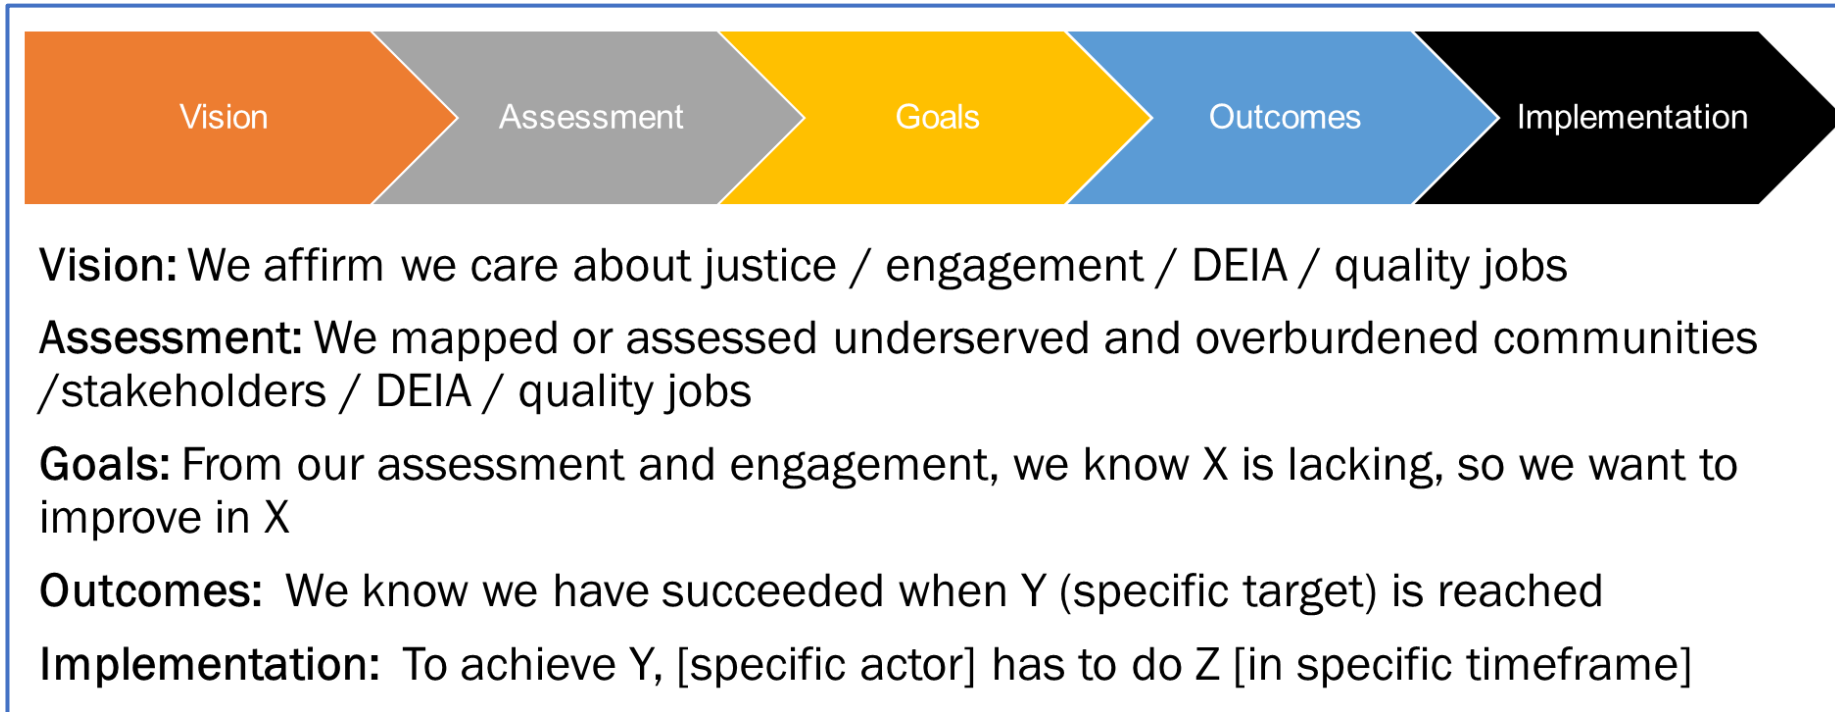 Vision
Assessment
Goals
Outcomes
Implementation
Vision: We affirm we care about justice / engagement / DEIA / quality jobs
Assessment: We mapped or assessed underserved and overburdened communities
/stakeholders / DEIA / quality jobs
Goals: From our assessment and engagement, we know X is lacking, so we want to
improve in X
Outcomes:  We know we have succeeded when Y (specific target) is reached
Implementation:  To achieve Y, [specific actor] has to do Z [in specific timeframe]